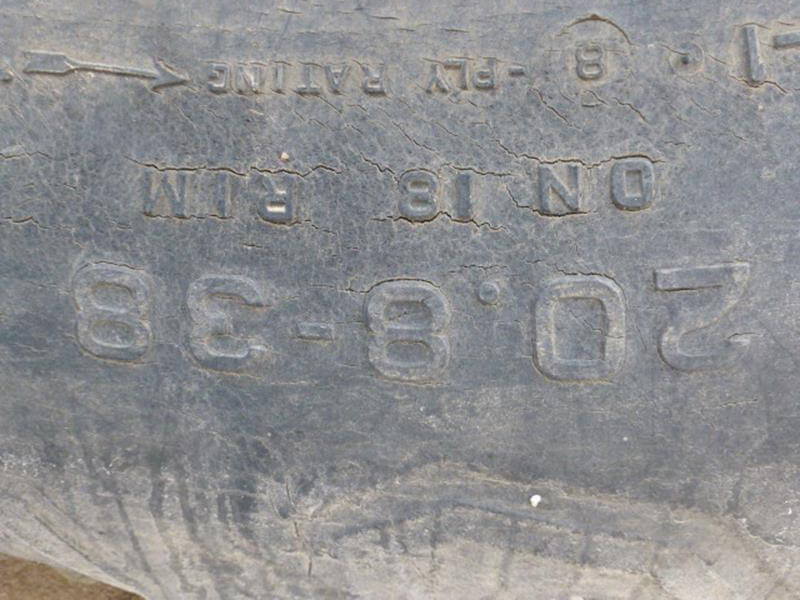 20.8-38
ON 18 RIM
8 -PLY RATING